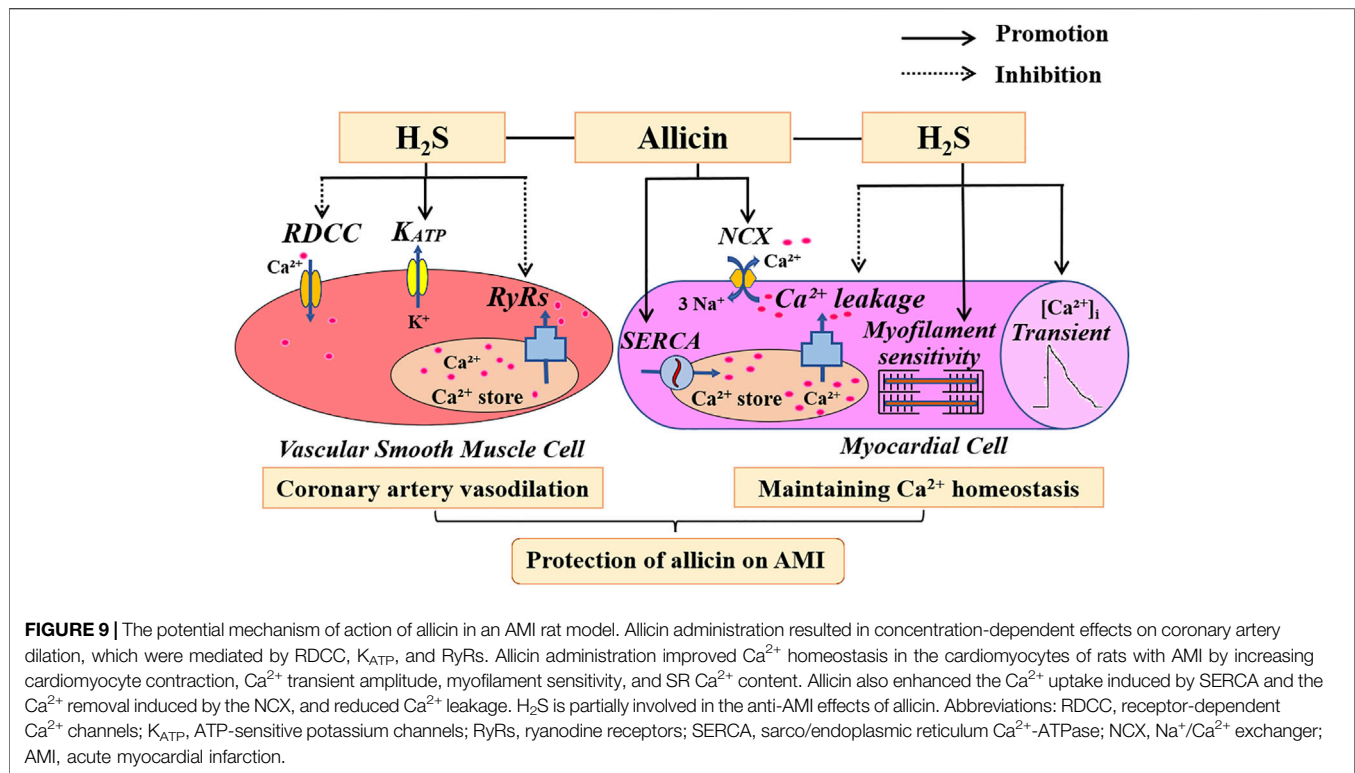 Promotion
Inhibition
H₂S
Allicin
H₂S
RDCC
K_ATP
NCX
Ca²⁺
Ca²⁺
3 Na⁺
Ca²⁺ leakage
[Ca²⁺]ᵢ
Transient
RyRs
K⁺
SERCA
Myofilament
sensitivity
Ca²⁺
Ca²⁺ store
Ca²⁺ store
Ca²⁺
Vascular Smooth Muscle Cell
Myocardial Cell
Coronary artery vasodilation
Maintaining Ca²⁺ homeostasis
Protection of allicin on AMI
FIGURE 9 | The potential mechanism of action of allicin in an AMI rat model. Allicin administration resulted in concentration-dependent effects on coronary artery
dilation, which were mediated by RDCC, K_ATP, and RyRs. Allicin administration improved Ca²⁺ homeostasis in the cardiomyocytes of rats with AMI by increasing
cardiomyocyte contraction, Ca²⁺ transient amplitude, myofilament sensitivity, and SR Ca²⁺ content. Allicin also enhanced the Ca²⁺ uptake induced by SERCA and the
Ca²⁺ removal induced by the NCX, and reduced Ca²⁺ leakage. H₂S is partially involved in the anti-AMI effects of allicin. Abbreviations: RDCC, receptor-dependent
Ca²⁺ channels; K_ATP, ATP-sensitive potassium channels; RyRs, ryanodine receptors; SERCA, sarco/endoplasmic reticulum Ca²⁺-ATPase; NCX, Na⁺/Ca²⁺ exchanger;
AMI, acute myocardial infarction.